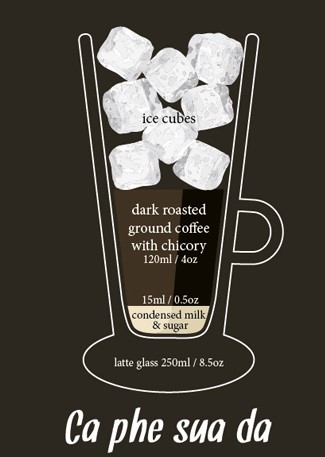 ice cubes
dark roasted
ground coffee
with chicory
120ml / 4oz
15ml / 0.5oz
condensed milk
& sugar
latte glass 250ml / 8.5oz
Ca phe sua da